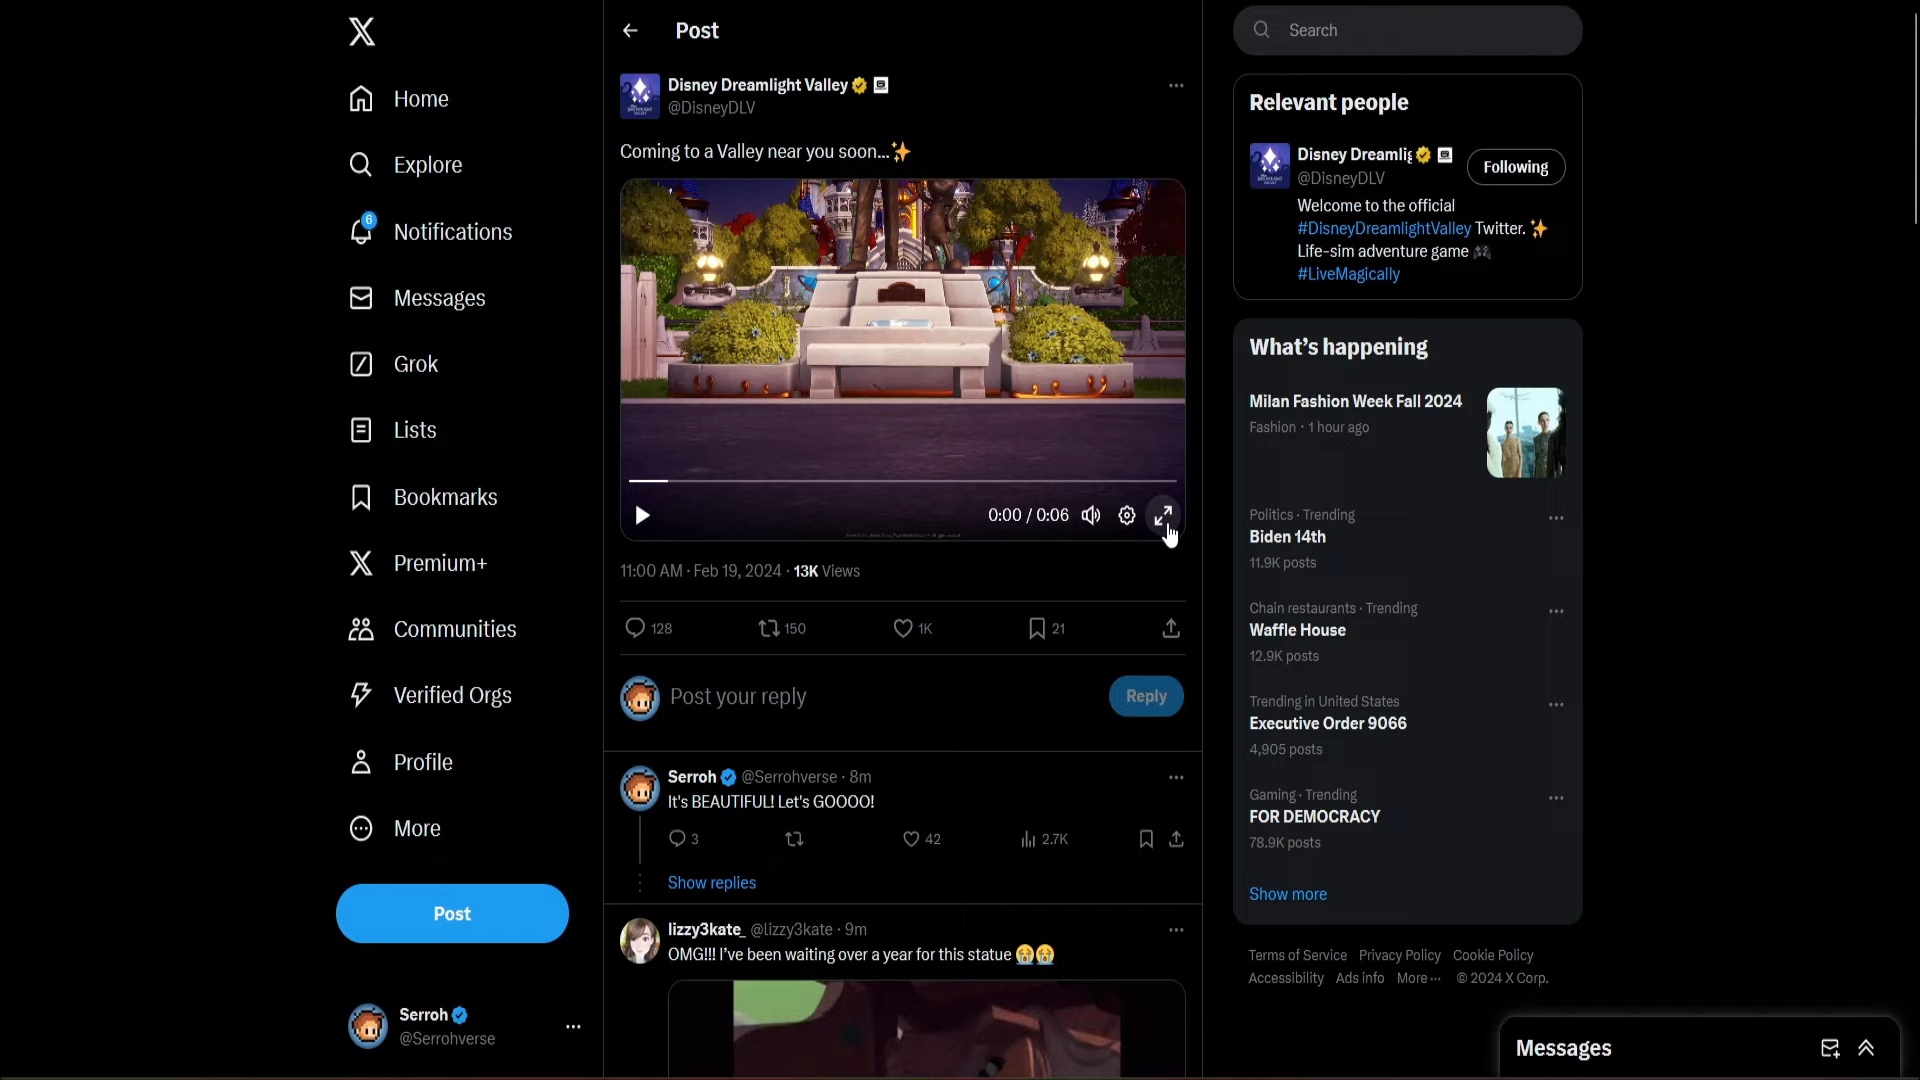 Home
Explore
6
Notifications
Messages
Grok
Lists
Bookmarks
Premium+
Communities
Verified Orgs
Profile
More
Post
Serroh
@Serrohverse
Post
Disney Dreamlight Valley
@DisneyDLV
Coming to a Valley near you soon...✨
0:00 / 0:06
11:00 AM · Feb 19, 2024 · 13K Views
128 150 1K 21
Post your reply
Reply
Serroh @Serrohverse · 8m
It's BEAUTIFUL! Let's GOOOO!
3 42 2.7K
Show replies
lizzy3kate_ @lizzy3kate · 9m
OMG!!! I've been waiting over a year for this statue 😭😭
Search
Relevant people
Disney Dreamlig
@DisneyDLV
Following
Welcome to the official
#DisneyDreamlightValley Twitter. ✨
Life-sim adventure game 🎮
#LiveMagically
What's happening
Milan Fashion Week Fall 2024
Fashion · 1 hour ago
Politics · Trending
Biden 14th
11.9K posts
Chain restaurants · Trending
Waffle House
12.9K posts
Trending in United States
Executive Order 9066
4,905 posts
Gaming · Trending
FOR DEMOCRACY
78.9K posts
Show more
Terms of Service Privacy Policy Cookie Policy
Accessibility Ads info More ··· © 2024 X Corp.
Messages